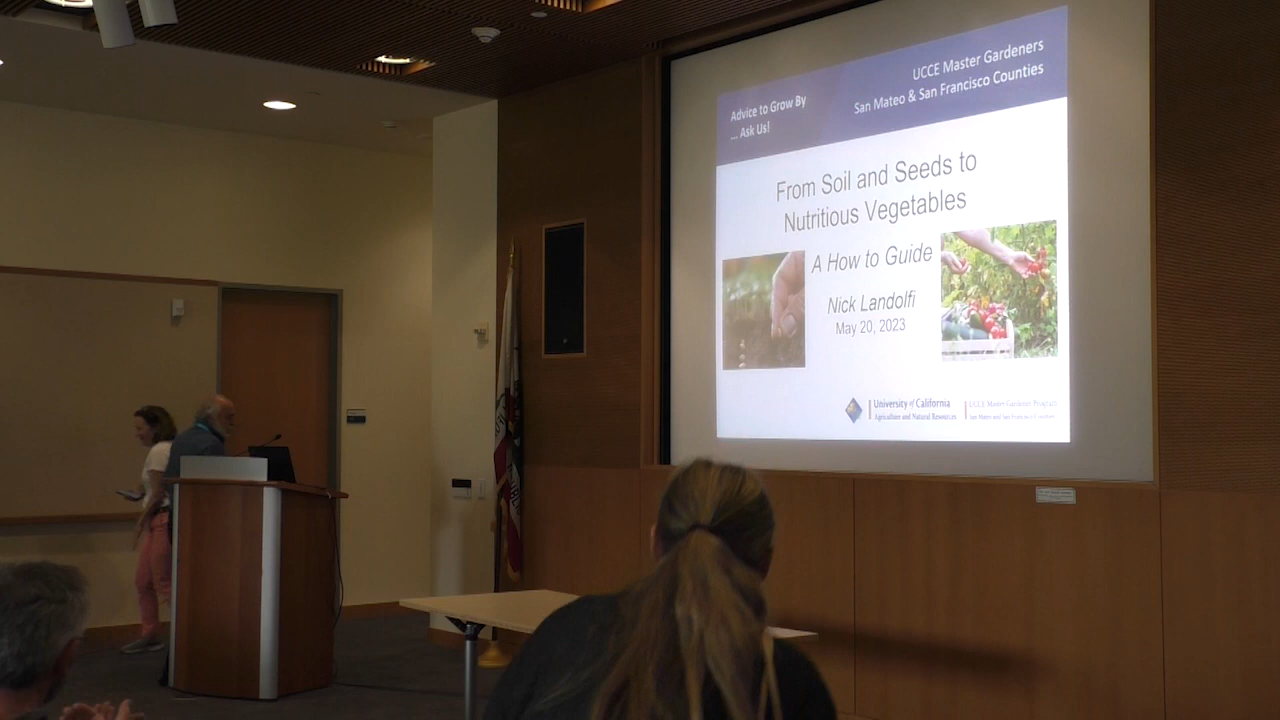 Advice to Grow By
... Ask Us!
UCCE Master Gardeners
San Mateo & San Francisco Counties
From Soil and Seeds to
Nutritious Vegetables
A How to Guide
Nick Landolfi
May 20, 2023
University of California
Agriculture and Natural Resources
UCCE Master Gardener Program
San Mateo and San Francisco Counties